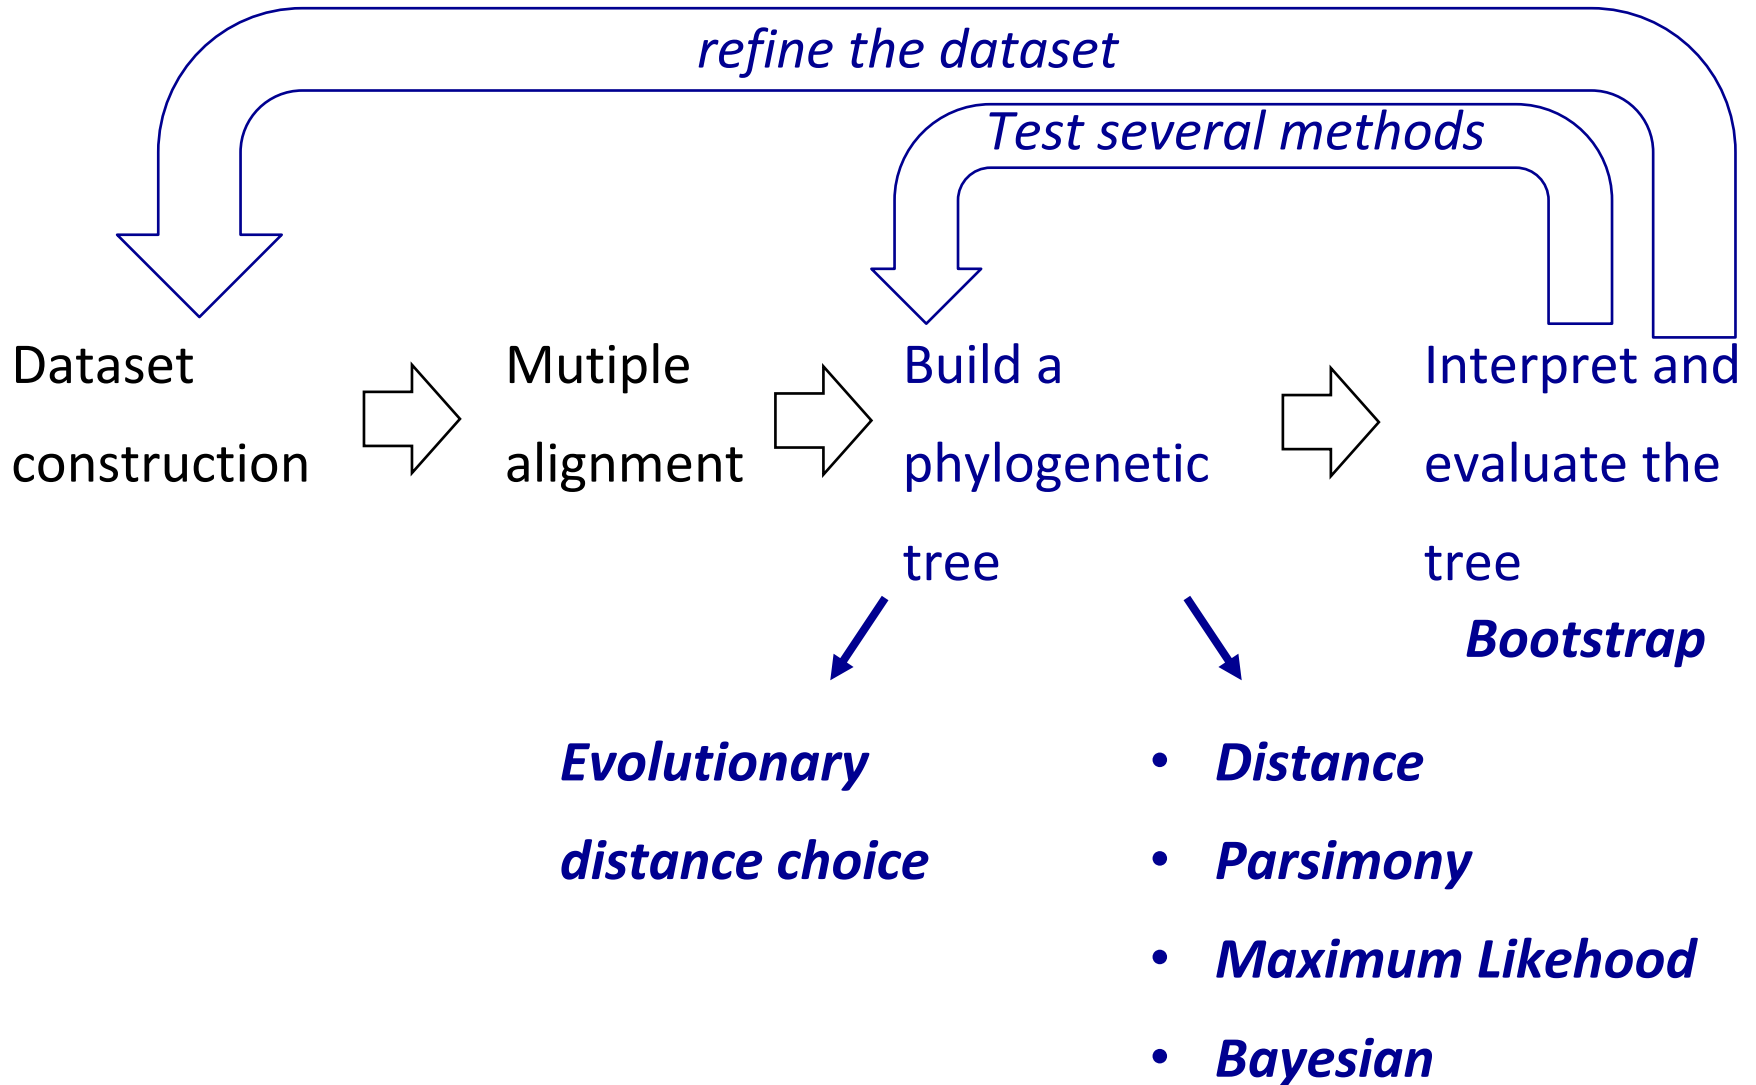 refine the dataset
Test several methods
Dataset
construction
Mutiple
alignment
Build a
phylogenetic
tree
Interpret and
evaluate the
tree
Bootstrap
Evolutionary
distance choice
• Distance
• Parsimony
• Maximum Likehood
• Bayesian